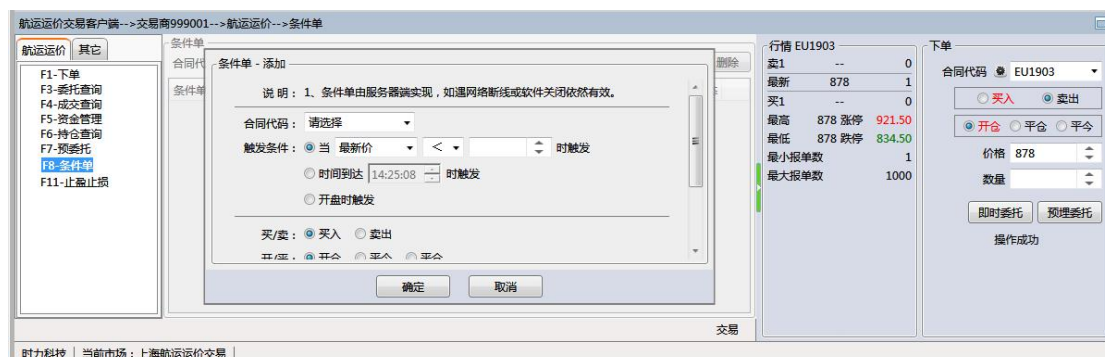 航运运价交易客户端-->交易商999001-->航运运价-->条件单
航运运价 其它
F1-下单
F3-委托查询
F4-成交查询
F5-资金管理
F6-持仓查询
F7-预委托
F8-条件单
F11-止盈止损
条件单
合同代
删除
条件单
条件单 - 添加
说 明： 1、条件单由服务器端实现，如遇网络断线或软件关闭依然有效。
合同代码： 请选择
触发条件： 当 最新价 < 时触发
时间到达 14:25:08 时触发
开盘时触发
买/卖： 买入 卖出
开/平： 开仓 平今 平仓
确定 取消
交易
行情 EU1903
卖1 -- 0
最新 878 1
买1 -- 0
最高 878 涨停 921.50
最低 878 跌停 834.50
最小报单数 1
最大报单数 1000
下单
合同代码 EU1903
买入 卖出
开仓 平仓 平今
价格 878
数量
即时委托 预埋委托
操作成功
时力科技 当前市场：上海航运运价交易